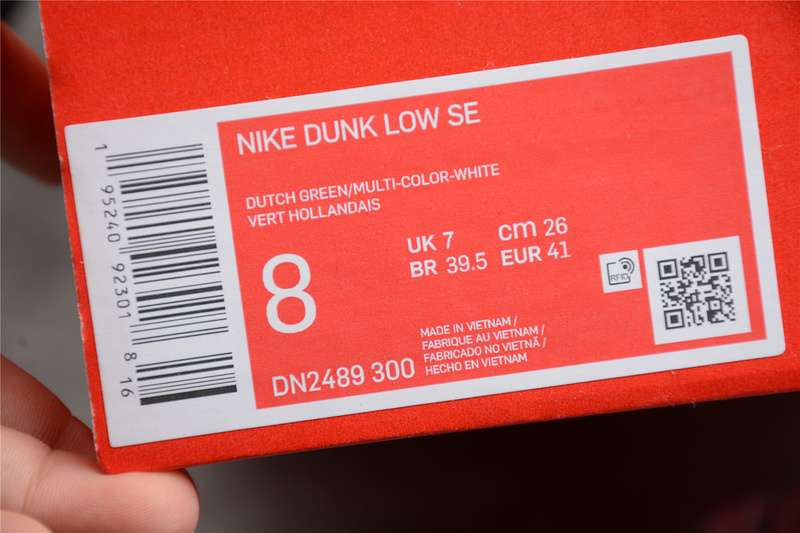 NIKE DUNK LOW SE
DUTCH GREEN/MULTI-COLOR-WHITE
VERT HOLLANDAIS
8
UK 7 cm 26
BR 39.5 EUR 41
RFID
DN2489 300
MADE IN VIETNAM /
FABRIQUE AU VIETNAM /
FABRICADO NO VIETNÃ /
HECHO EN VIETNAM
1 95240 92301 8 16